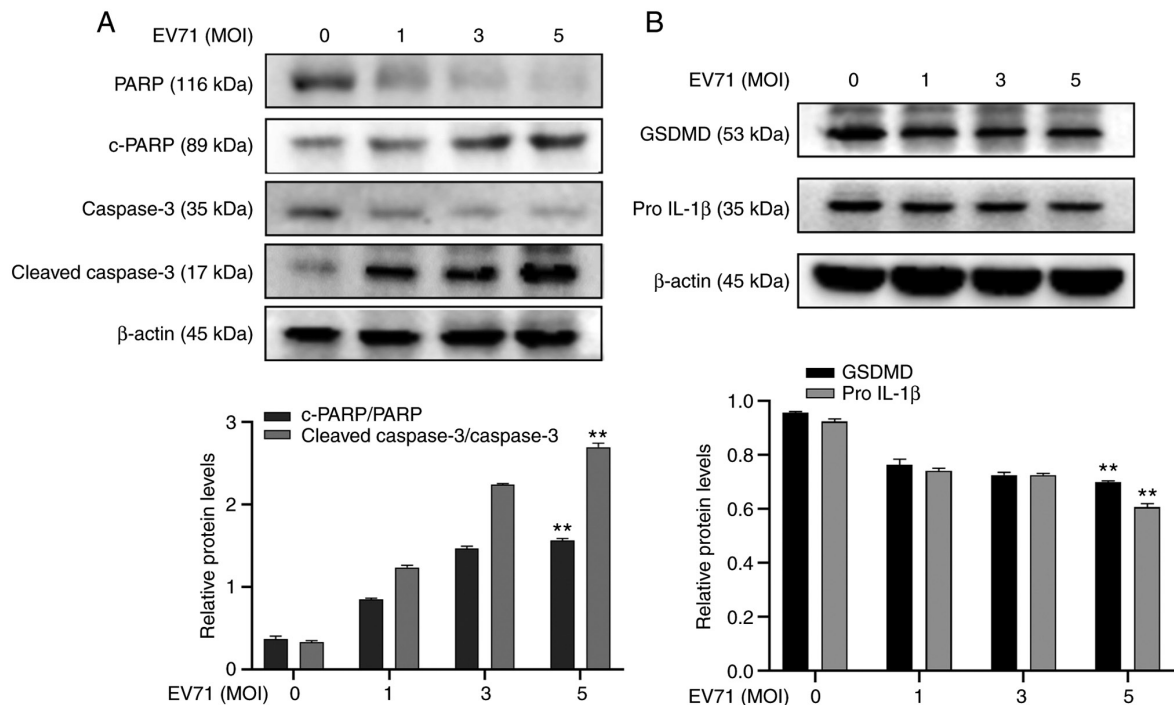 A
EV71 (MOI) 0 1 3 5
PARP (116 kDa)
c-PARP (89 kDa)
Caspase-3 (35 kDa)
Cleaved caspase-3 (17 kDa)
β-actin (45 kDa)
3
2
1
0
Relative protein levels
c-PARP/PARP
Cleaved caspase-3/caspase-3
**
**
EV71 (MOI) 0 1 3 5
B
EV71 (MOI) 0 1 3 5
GSDMD (53 kDa)
Pro IL-1β (35 kDa)
β-actin (45 kDa)
GSDMD
Pro IL-1β
1.0
0.8
0.6
0.4
0.2
0.0
Relative protein levels
**
**
EV71 (MOI) 0 1 3 5